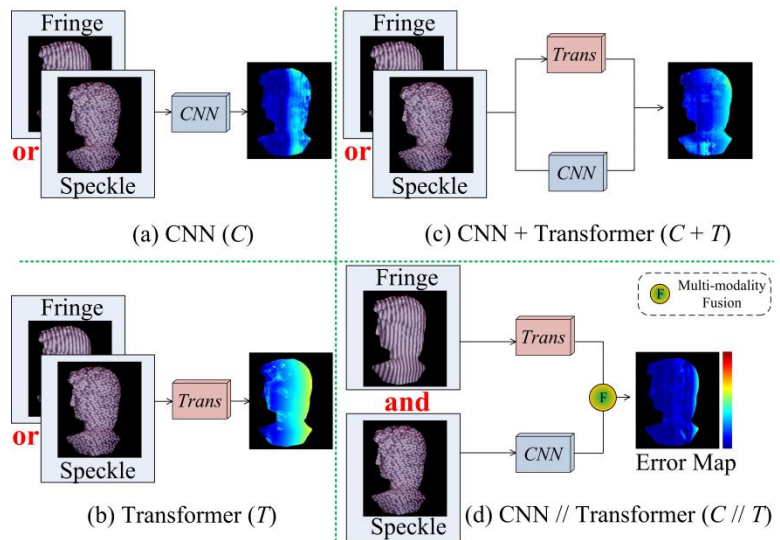 Fringe
or
Speckle
CNN
(a) CNN (C)
Fringe
or
Speckle
Trans
CNN
(c) CNN + Transformer (C + T)
Fringe
or
Speckle
Trans
(b) Transformer (T)
Fringe
and
Speckle
Trans
CNN
F
F
Multi-modality
Fusion
Error Map
(d) CNN // Transformer (C // T)